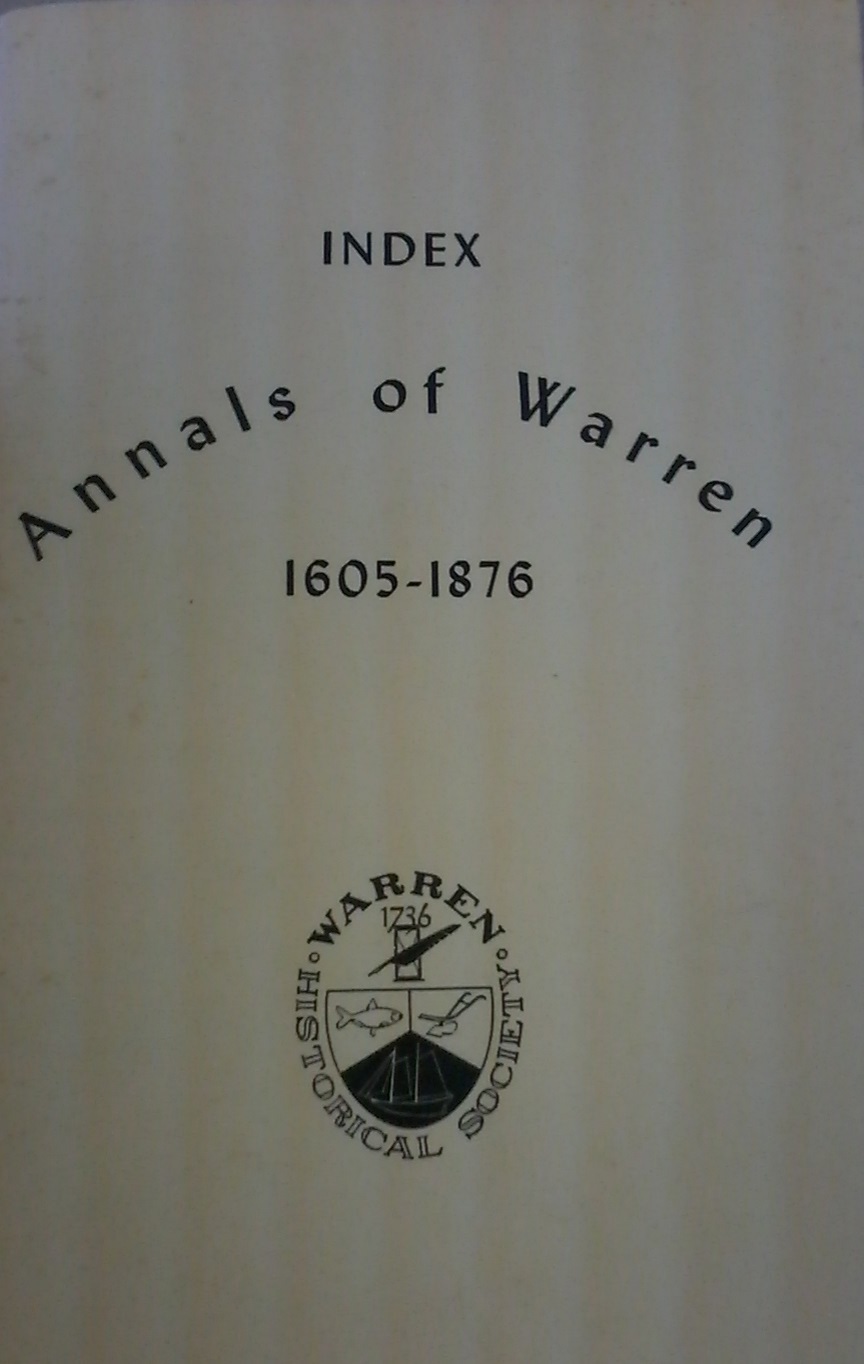 INDEX
Annals of Warren
1605-1876
WARREN
1736
HISTORICAL SOCIETY